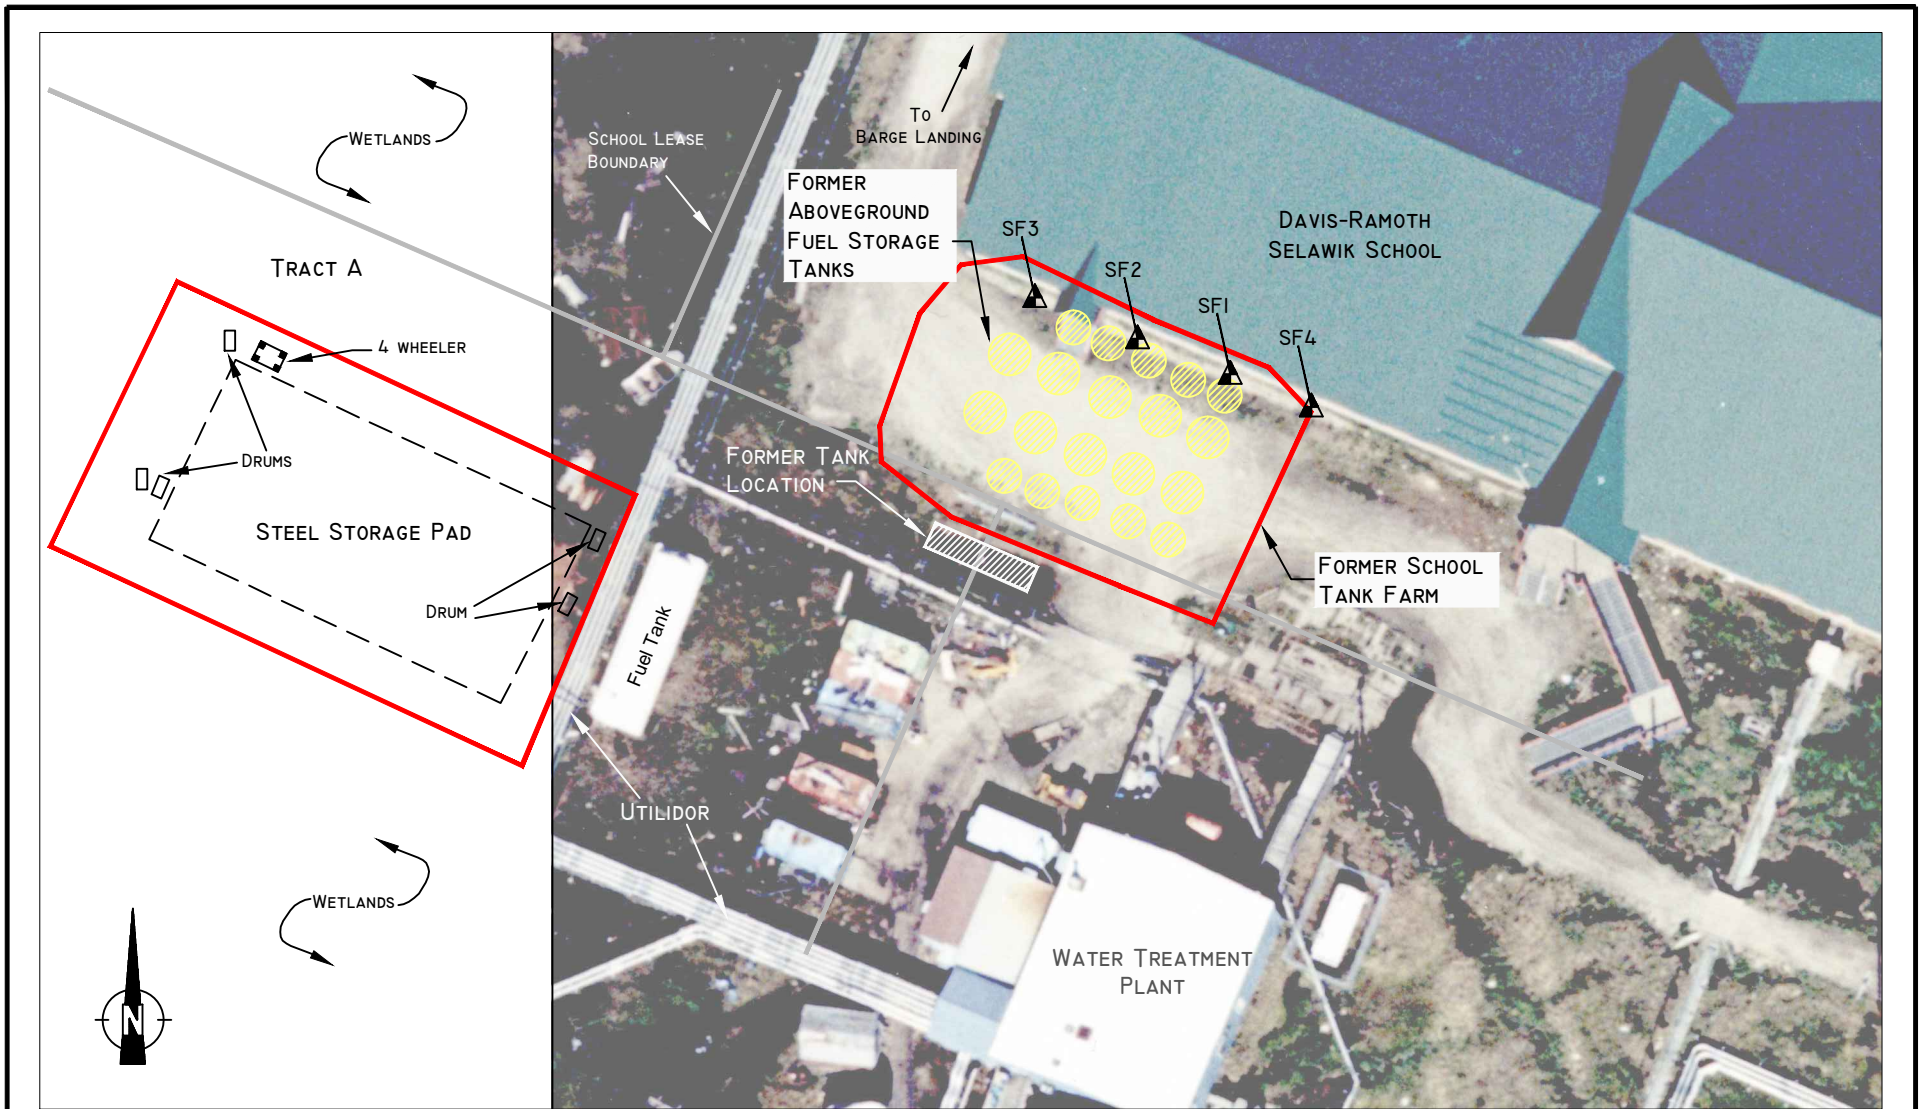 WETLANDS
TRACT A
4 WHEELER
DRUMS
STEEL STORAGE PAD
DRUM
WETLANDS
N
SCHOOL LEASE
BOUNDARY
TO
BARGE LANDING
FORMER
ABOVEGROUND
FUEL STORAGE
TANKS
SF3
SF2
SF1
SF4
DAVIS-RAMOTH
SELAWIK SCHOOL
FORMER TANK
LOCATION
FORMER SCHOOL
TANK FARM
Fuel Tank
UTILIDOR
WATER TREATMENT
PLANT